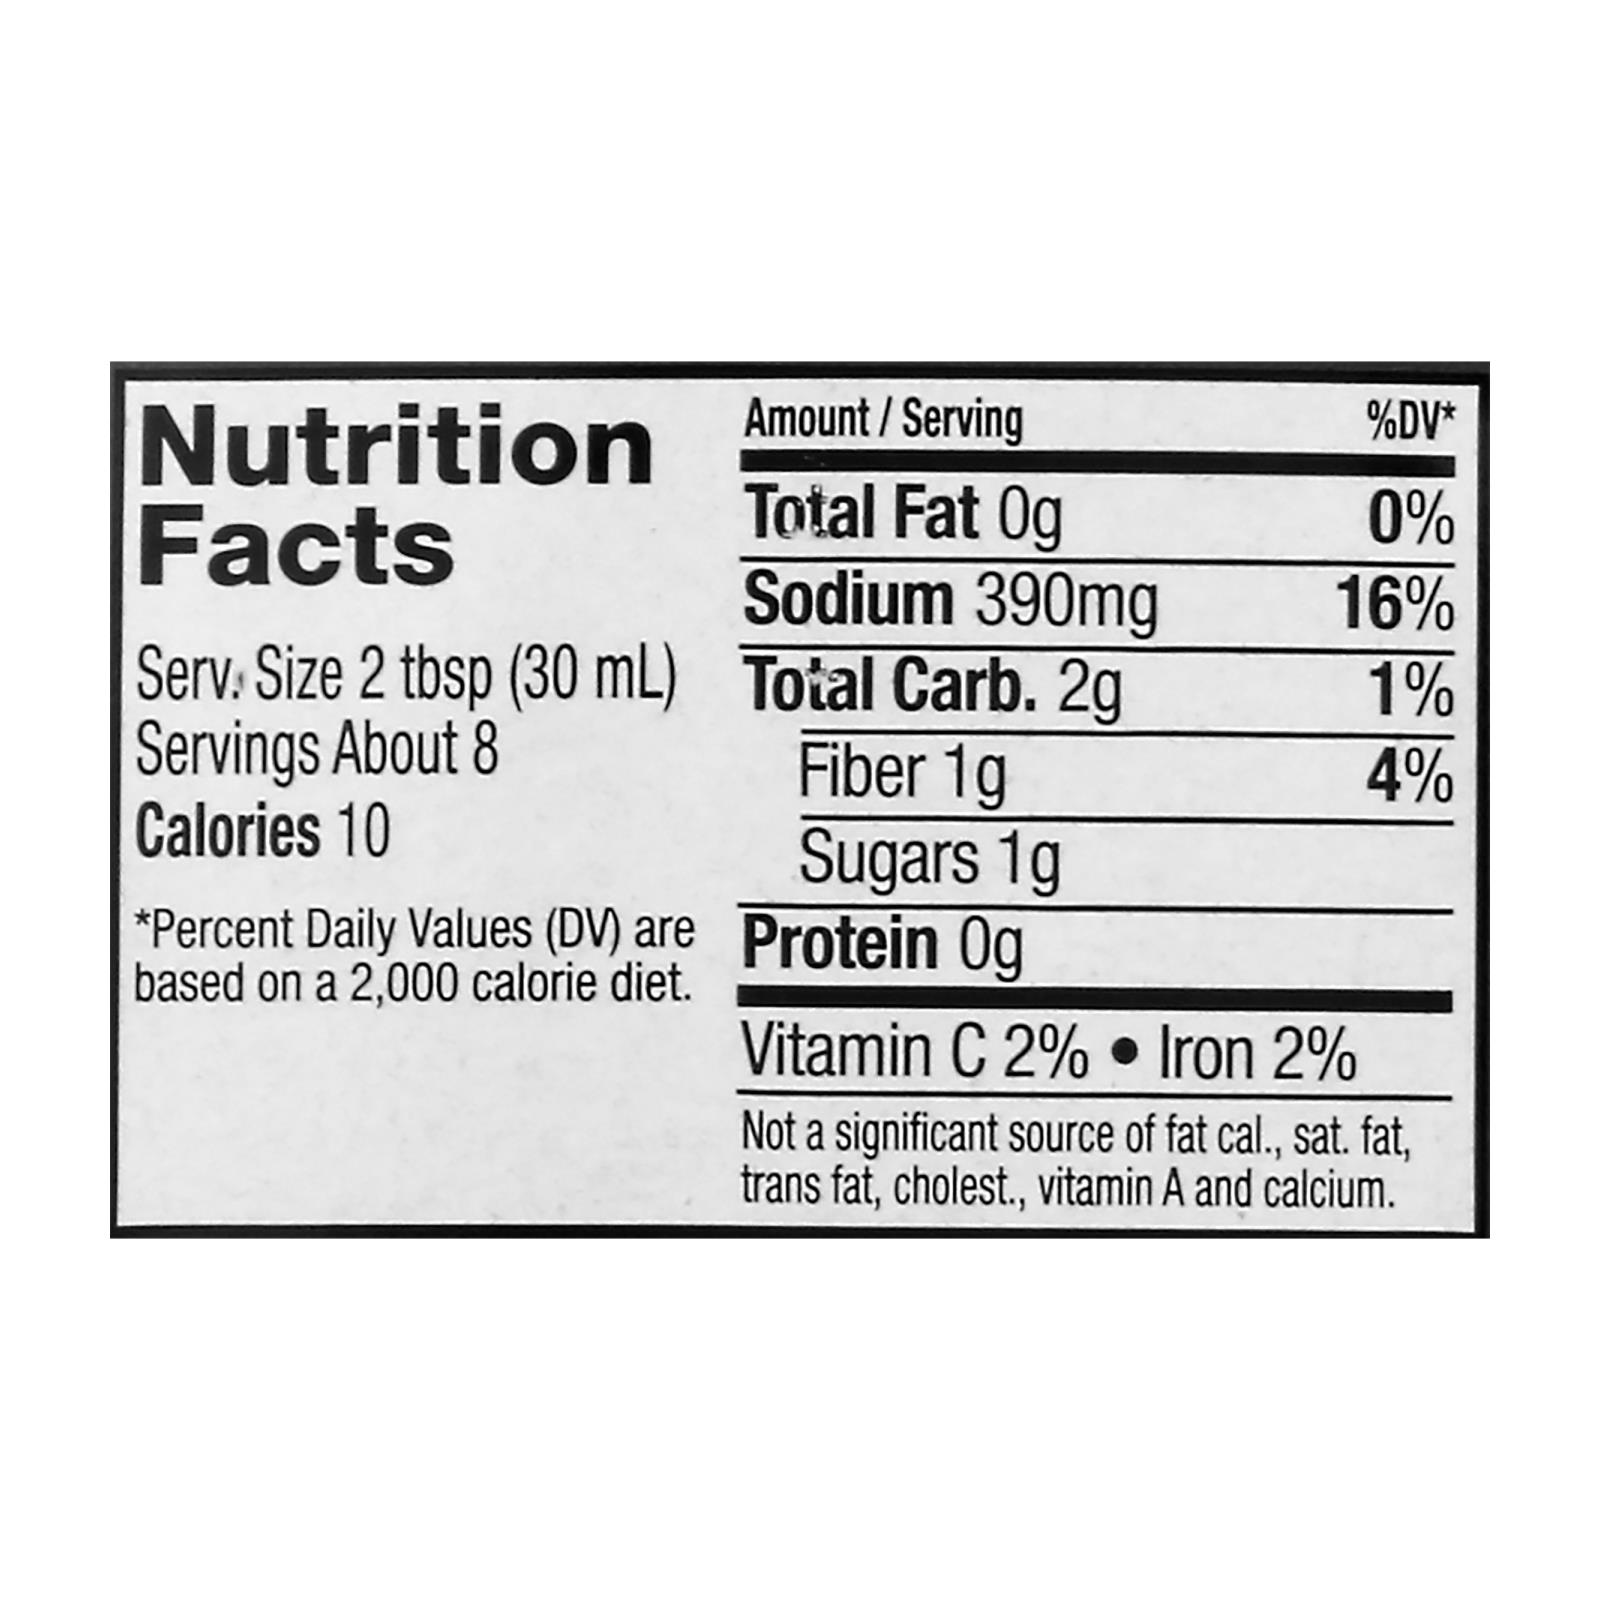 Nutrition
Facts
Serv. Size 2 tbsp (30 mL)
Servings About 8
Calories 10
*Percent Daily Values (DV) are
based on a 2,000 calorie diet.
Amount / Serving %DV*
Total Fat 0g 0%
Sodium 390mg 16%
Total Carb. 2g 1%
Fiber 1g 4%
Sugars 1g
Protein 0g
Vitamin C 2% • Iron 2%
Not a significant source of fat cal., sat. fat,
trans fat, cholest., vitamin A and calcium.